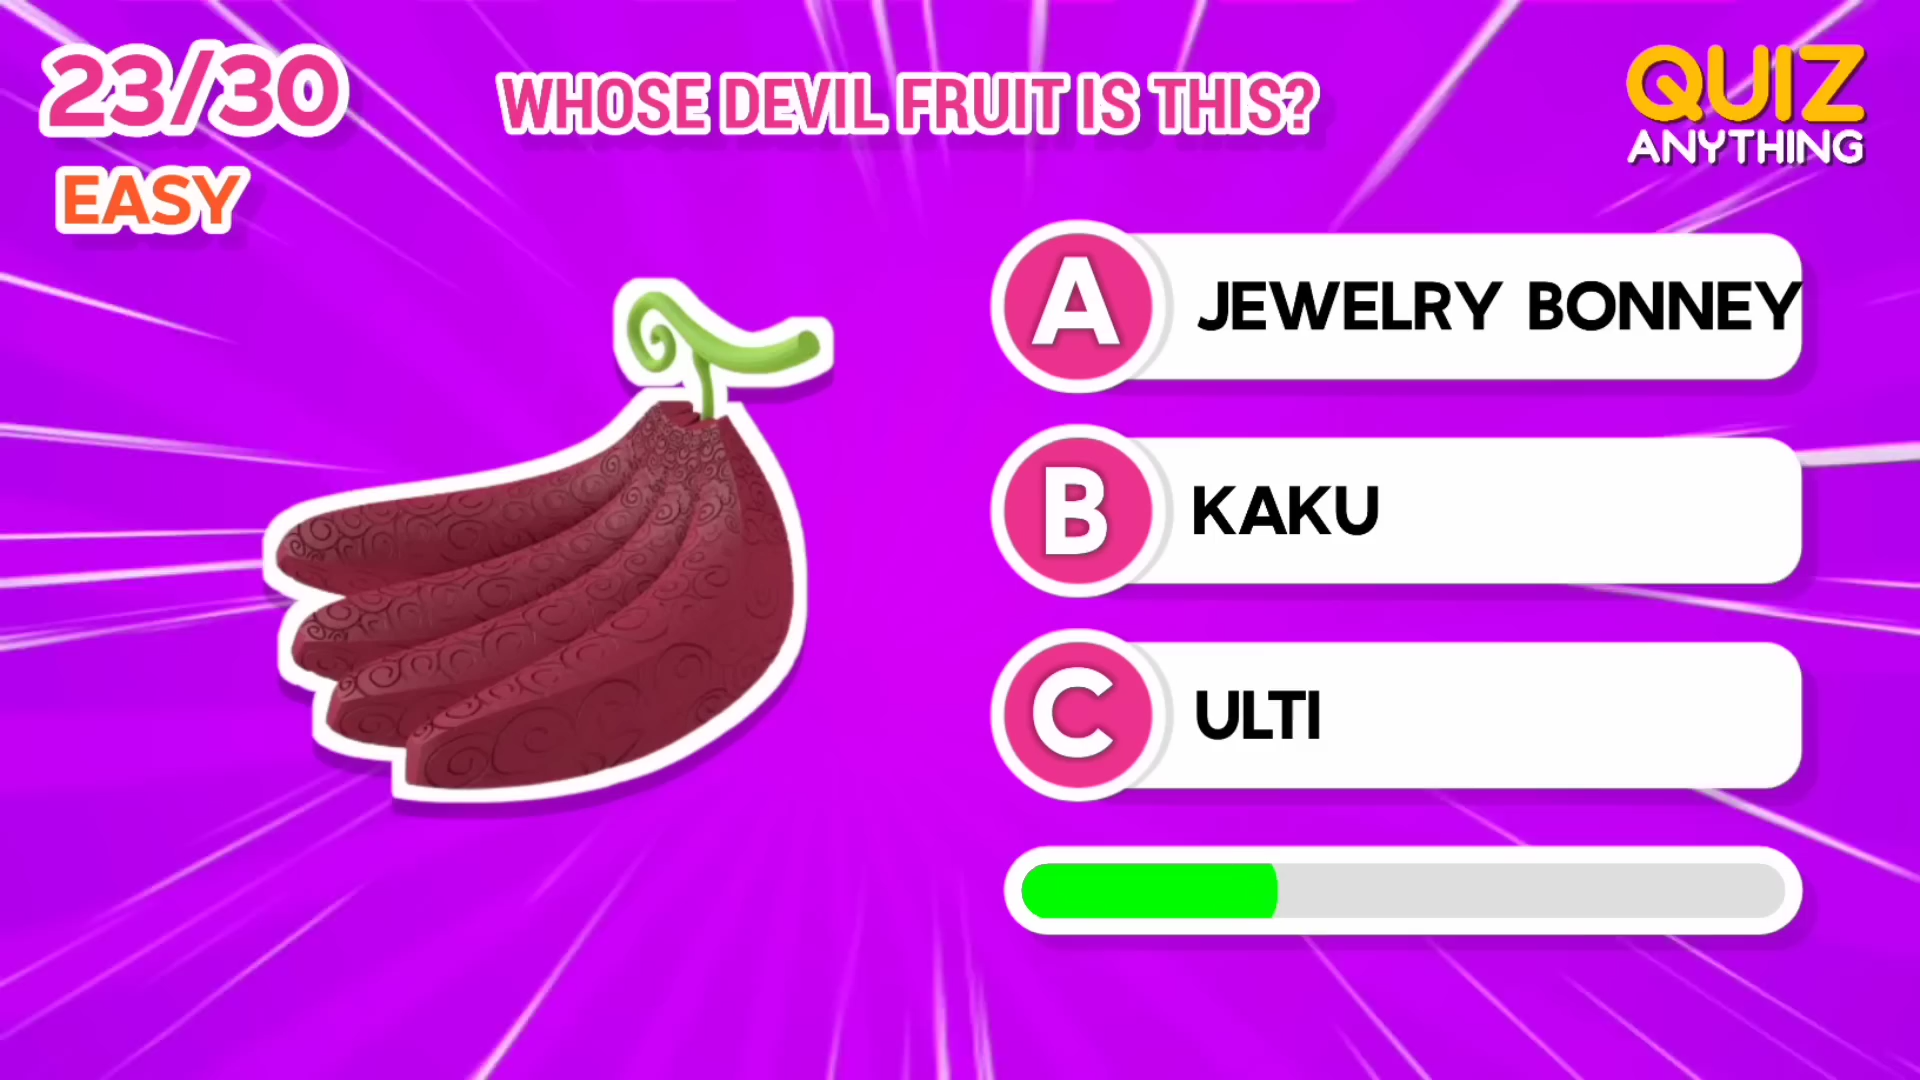 23/30
EASY
WHOSE DEVIL FRUIT IS THIS?
QUIZ
ANYTHING
A JEWELRY BONNEY
B KAKU
C ULTI